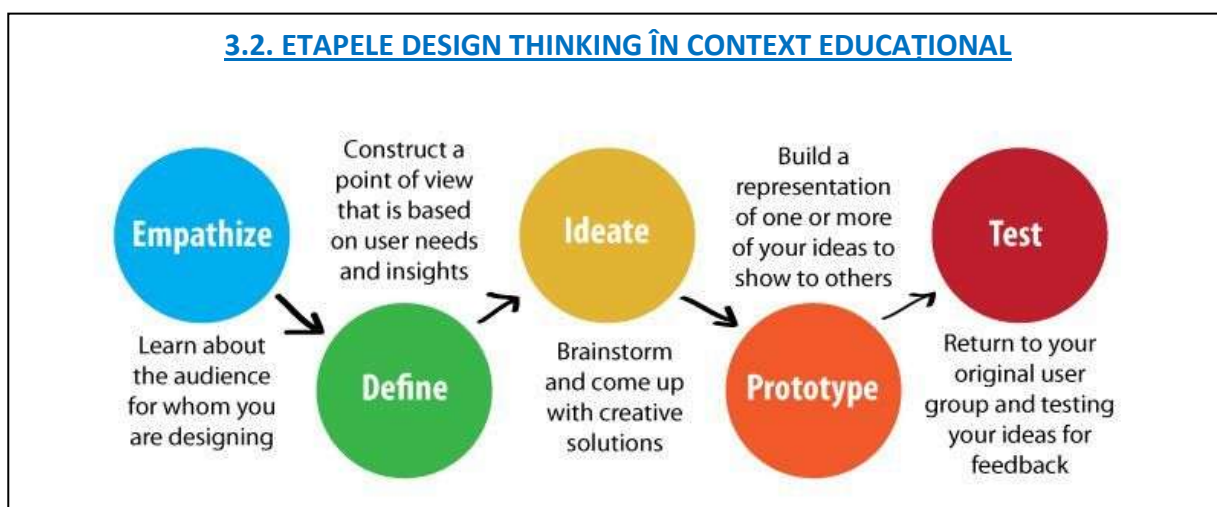 3.2. ETAPELE DESIGN THINKING ÎN CONTEXT EDUCAȚIONAL
Empathize
Learn about
the audience
for whom you
are designing
Construct a
point of view
that is based
on user needs
and insights
Define
Ideate
Brainstorm
and come up
with creative
solutions
Build a
representation
of one or more
of your ideas to
show to others
Prototype
Test
Return to your
original user
group and testing
your ideas for
feedback